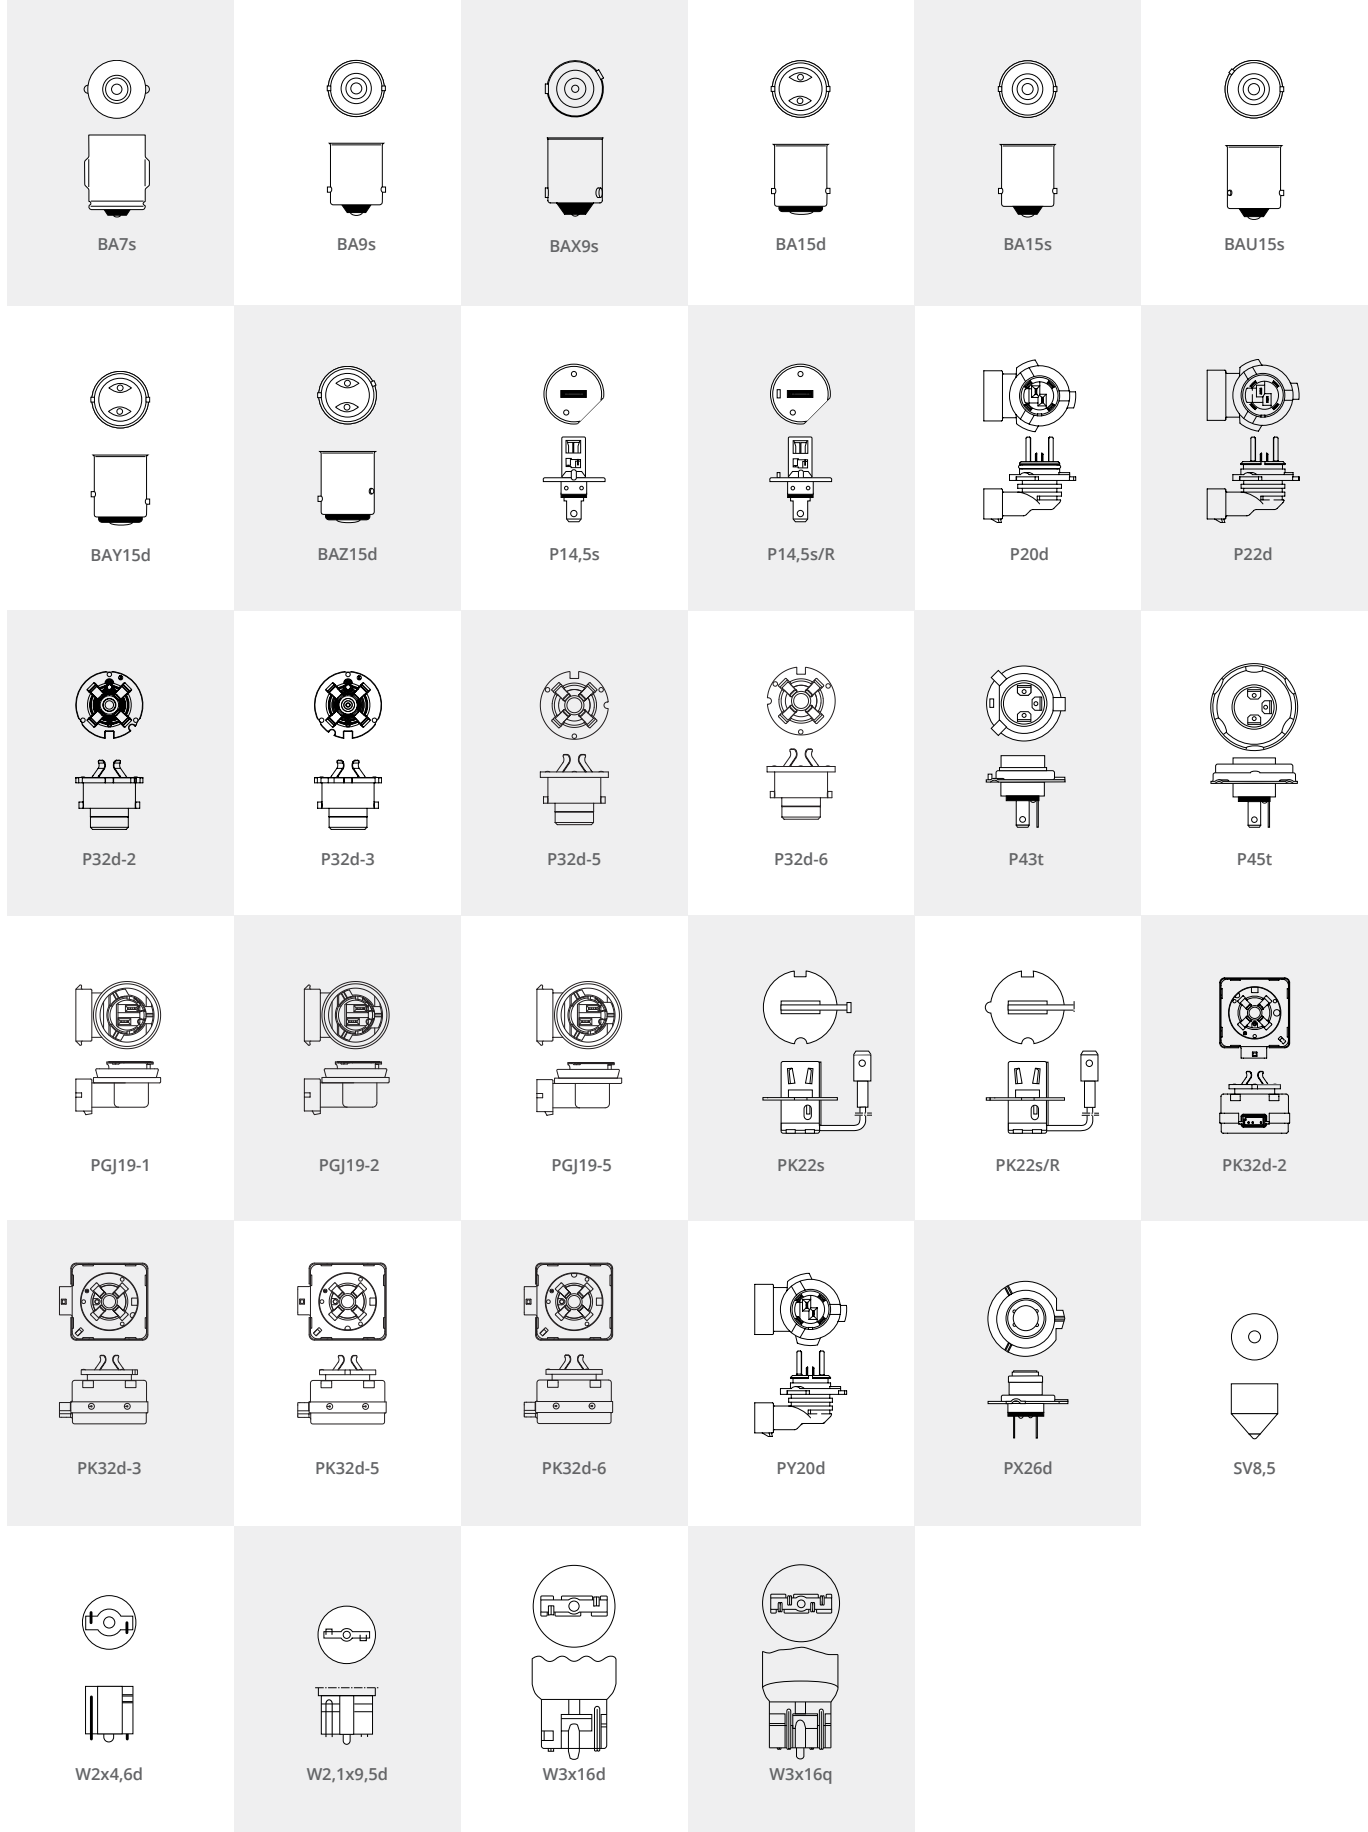 BA7s
BA9s
BAX9s
BA15d
BA15s
BAU15s
BAY15d
BAZ15d
P14,5s
P14,5s/R
P20d
P22d
P32d-2
P32d-3
P32d-5
P32d-6
P43t
P45t
PGJ19-1
PGJ19-2
PGJ19-5
PK22s
PK22s/R
PK32d-2
PK32d-3
PK32d-5
PK32d-6
PY20d
PX26d
SV8,5
W2x4,6d
W2,1x9,5d
W3x16d
W3x16q